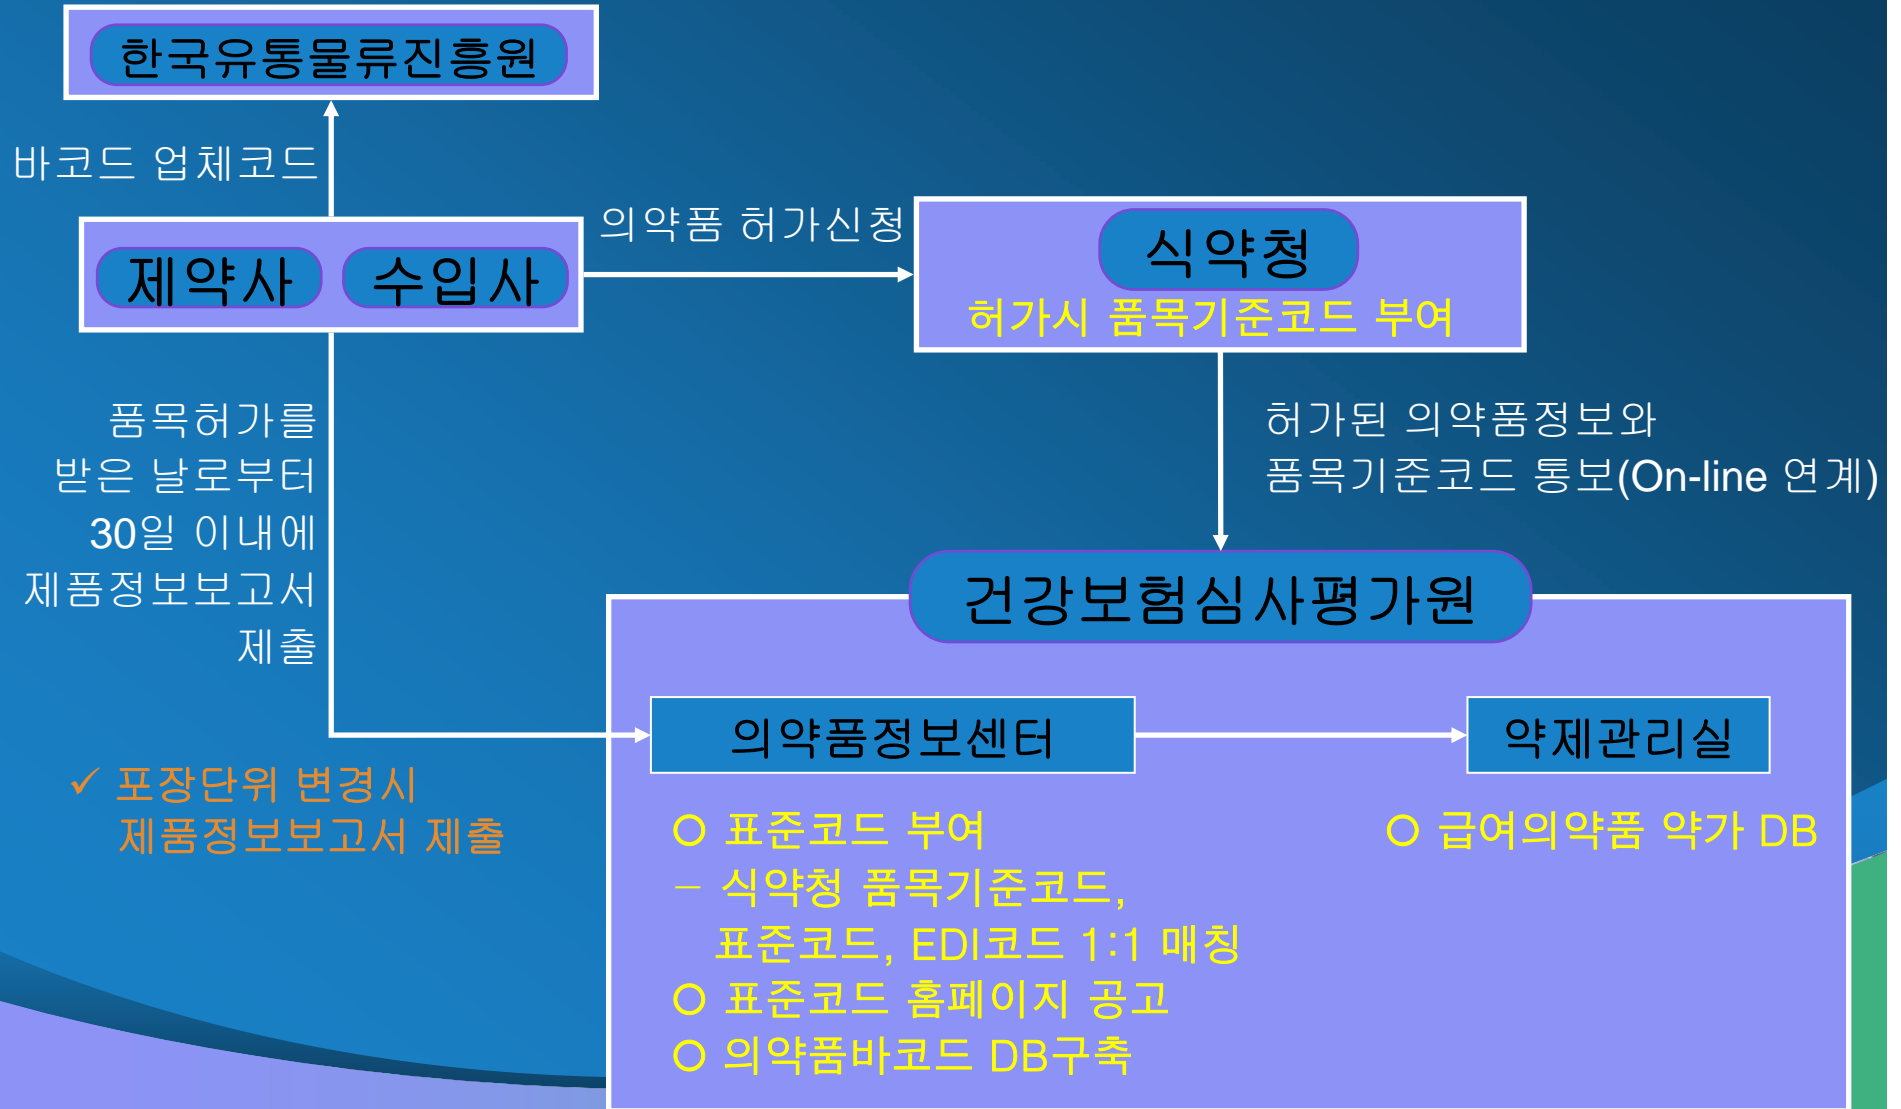 한국유통물류진흥원
바코드 업체코드
제약사 수입사
의약품 허가신청
식약청
허가시 품목기준코드 부여
품목허가를
받은 날로부터
30일 이내에
제품정보보고서
제출
허가된 의약품정보와
품목기준코드 통보(On-line 연계)
건강보험심사평가원
의약품정보센터
약제관리실
✓ 포장단위 변경시
제품정보보고서 제출
○ 표준코드 부여
– 식약청 품목기준코드,
표준코드, EDI코드 1:1 매칭
○ 표준코드 홈페이지 공고
○ 의약품바코드 DB구축
○ 급여의약품 약가 DB